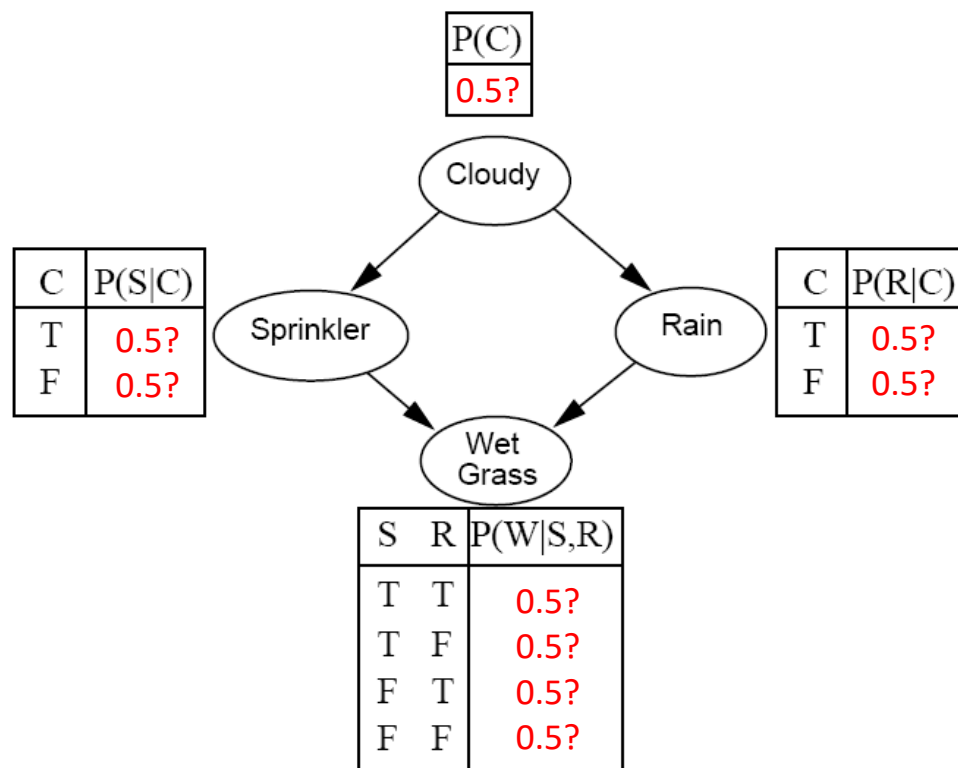 P(C)
0.5?
Cloudy
C P(S|C)
T 0.5?
F 0.5?
Sprinkler
Rain
C P(R|C)
T 0.5?
F 0.5?
Wet
Grass
S R P(W|S,R)
T T 0.5?
T F 0.5?
F T 0.5?
F F 0.5?